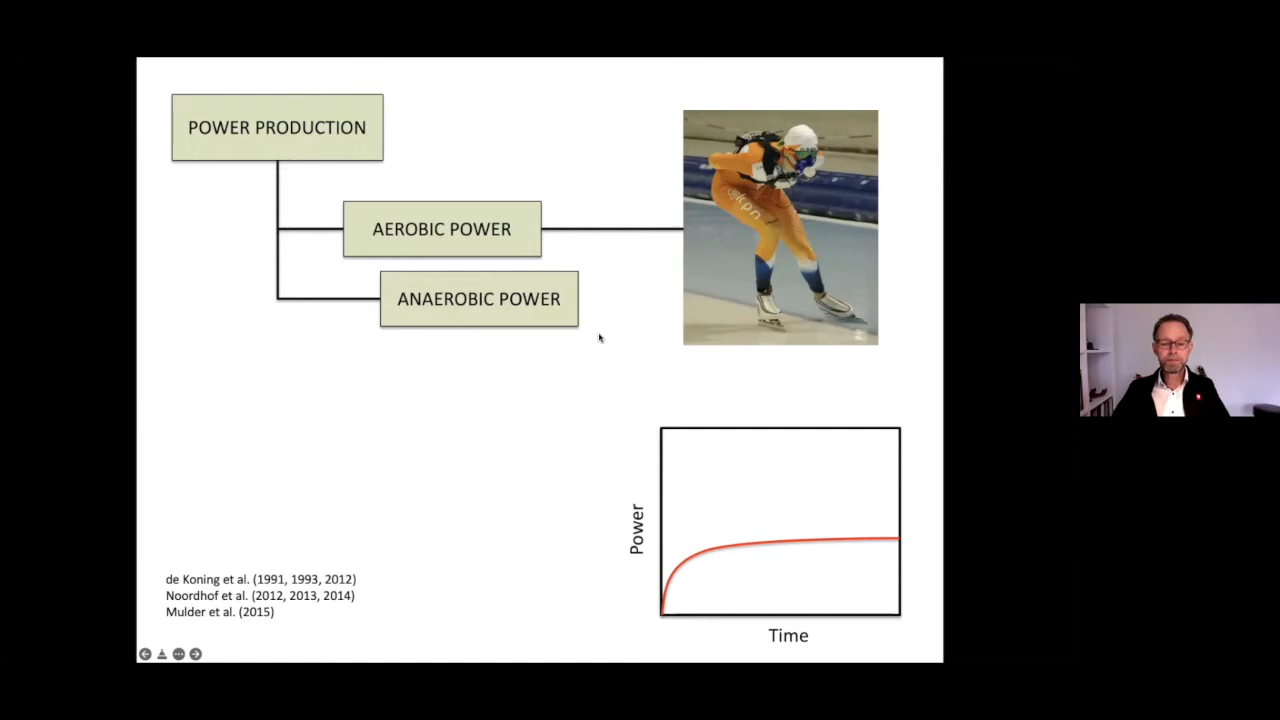 POWER PRODUCTION
AEROBIC POWER
ANAEROBIC POWER
kpn
Power
Time
de Koning et al. (1991, 1993, 2012)
Noordhof et al. (2012, 2013, 2014)
Mulder et al. (2015)